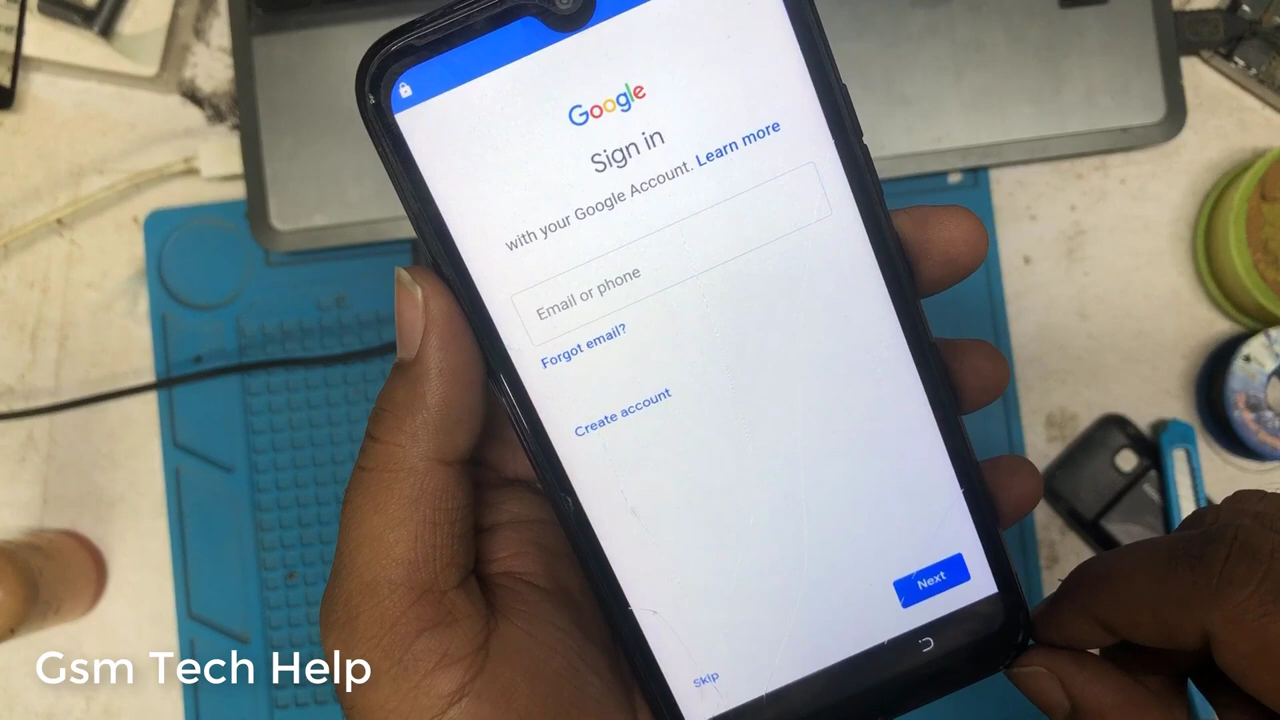 Google
Sign in
with your Google Account. Learn more
Email or phone
Forgot email?
Create account
Next
Skip
Gsm Tech Help